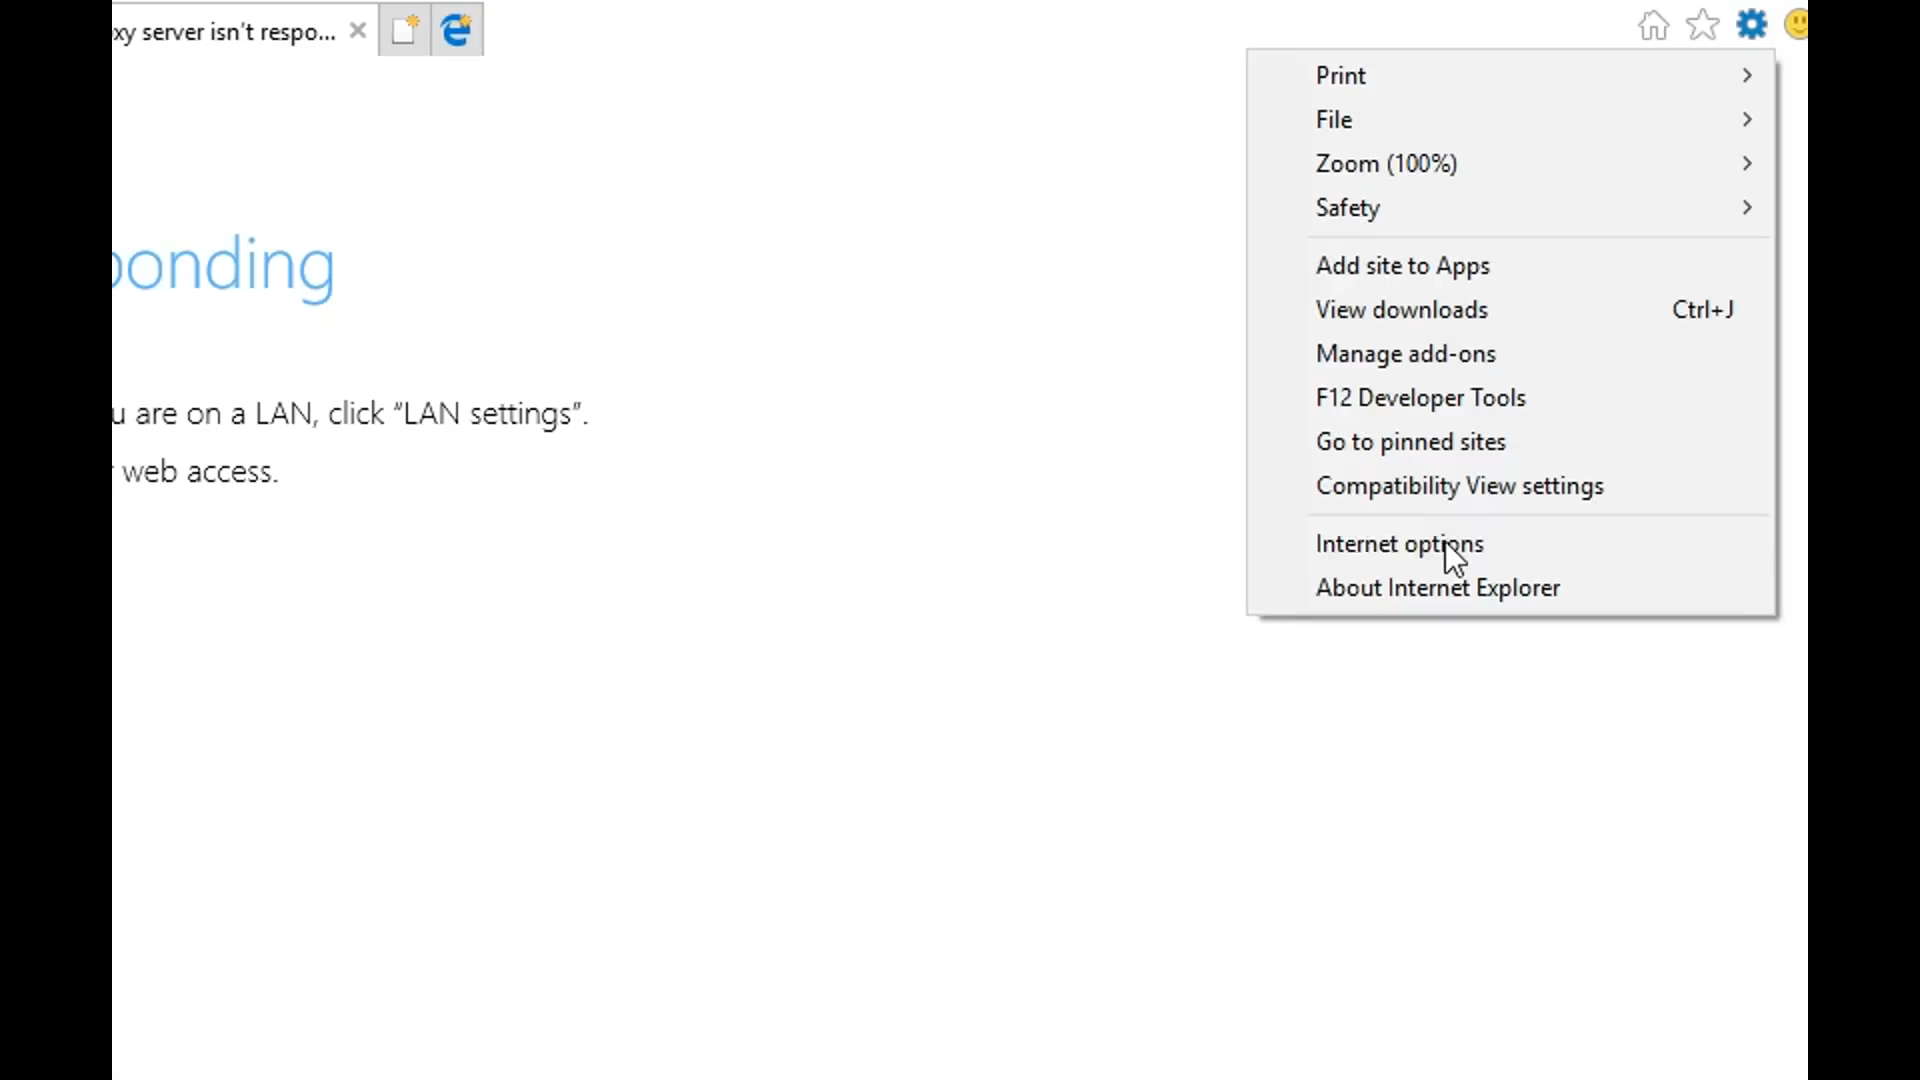 xy server isn't respo...
ponding
u are on a LAN, click “LAN settings”.
web access.
Print
File
Zoom (100%)
Safety
Add site to Apps
View downloads Ctrl+J
Manage add-ons
F12 Developer Tools
Go to pinned sites
Compatibility View settings
Internet options
About Internet Explorer